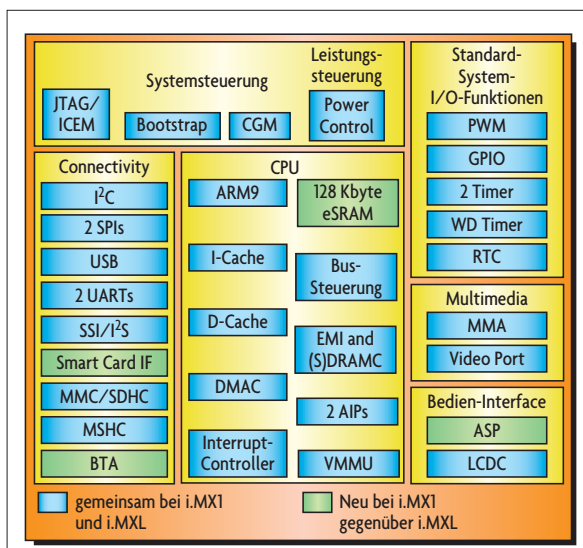 Systemsteuerung
Leistungs-
steuerung
JTAG/
ICEM
Bootstrap
CGM
Power
Control
Standard-
System-
I/O-Funktionen
PWM
GPIO
2 Timer
WD Timer
RTC
Connectivity
I²C
2 SPIs
USB
2 UARTs
SSI/I²S
Smart Card IF
MMC/SDHC
MSHC
BTA
CPU
ARM9
128 Kbyte
eSRAM
I-Cache
Bus-
Steuerung
D-Cache
EMI and
(S)DRAMC
DMAC
2 AIPs
Interrupt-
Controller
VMMU
Multimedia
MMA
Video Port
Bedien-Interface
ASP
LCDC
gemeinsam bei i.MX1
und i.MXL
Neu bei i.MX1
gegenüber i.MXL